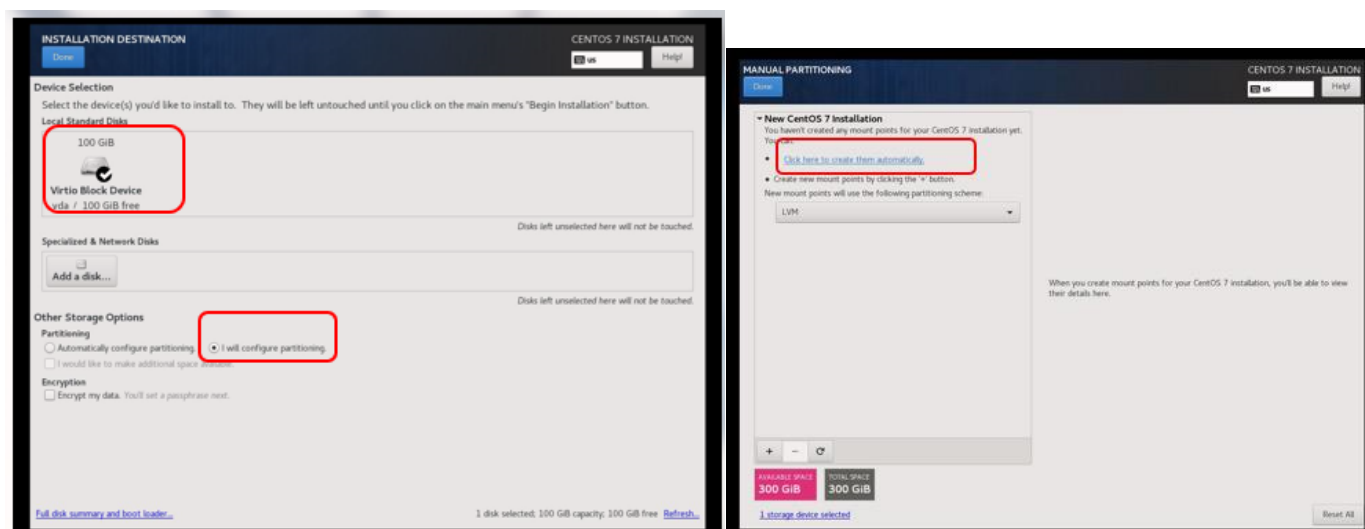 INSTALLATION DESTINATION
CENTOS 7 INSTALLATION
Done
us
Help!
Device Selection
Select the device(s) you'd like to install to. They will be left untouched until you click on the main menu's "Begin Installation" button.
Local Standard Disks
100 GiB
Virtio Block Device
vda / 100 GiB free
Disks left unselected here will not be touched.
Specialized & Network Disks
Add a disk...
Disks left unselected here will not be touched.
Other Storage Options
Partitioning
Automatically configure partitioning. I will configure partitioning.
I would like to make additional space available.
Encryption
Encrypt my data. You'll set a passphrase next.
Full disk summary and boot loader...
1 disk selected; 100 GiB capacity; 100 GiB free Refresh...
MANUAL PARTITIONING
CENTOS 7 INSTALLATION
Done
us
Help!
New CentOS 7 Installation
You haven't created any mount points for your CentOS 7 installation yet.
You can:
Click here to create them automatically.
Create new mount points by clicking the '+' button.
New mount points will use the following partitioning scheme:
LVM
When you create mount points for your CentOS 7 installation, you'll be able to view
their details here.
+ -
AVAILABLE SPACE
300 GiB
TOTAL SPACE
300 GiB
1 storage device selected
Reset All